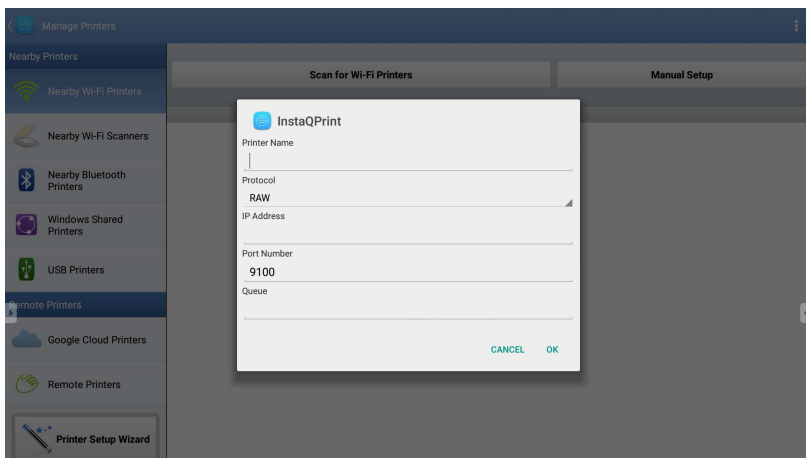 Manage Printers
Nearby Printers
Nearby Wi-Fi Printers
Nearby Wi-Fi Scanners
Nearby Bluetooth
Printers
Windows Shared
Printers
USB Printers
Remote Printers
Google Cloud Printers
Remote Printers
Printer Setup Wizard
Scan for Wi-Fi Printers
Manual Setup
InstaQPrint
Printer Name
Protocol
RAW
IP Address
Port Number
9100
Queue
CANCEL OK